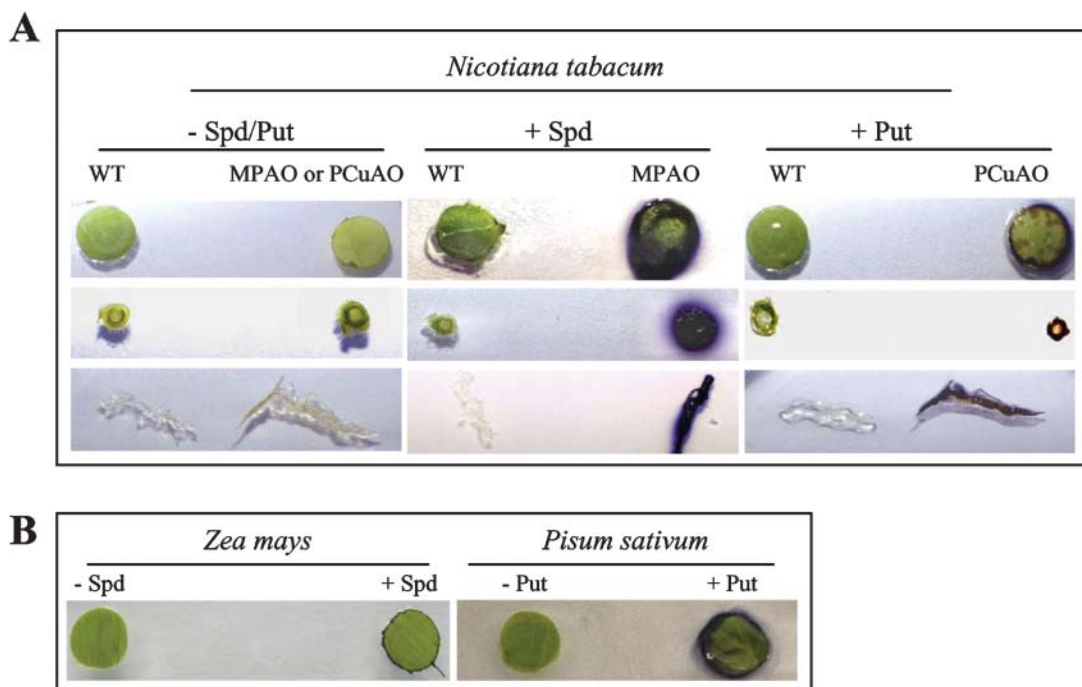 A
Nicotiana tabacum
- Spd/Put
+ Spd
+ Put
WT
MPAO or PCuAO
WT
MPAO
WT
PCuAO
B
Zea mays
Pisum sativum
- Spd
+ Spd
- Put
+ Put